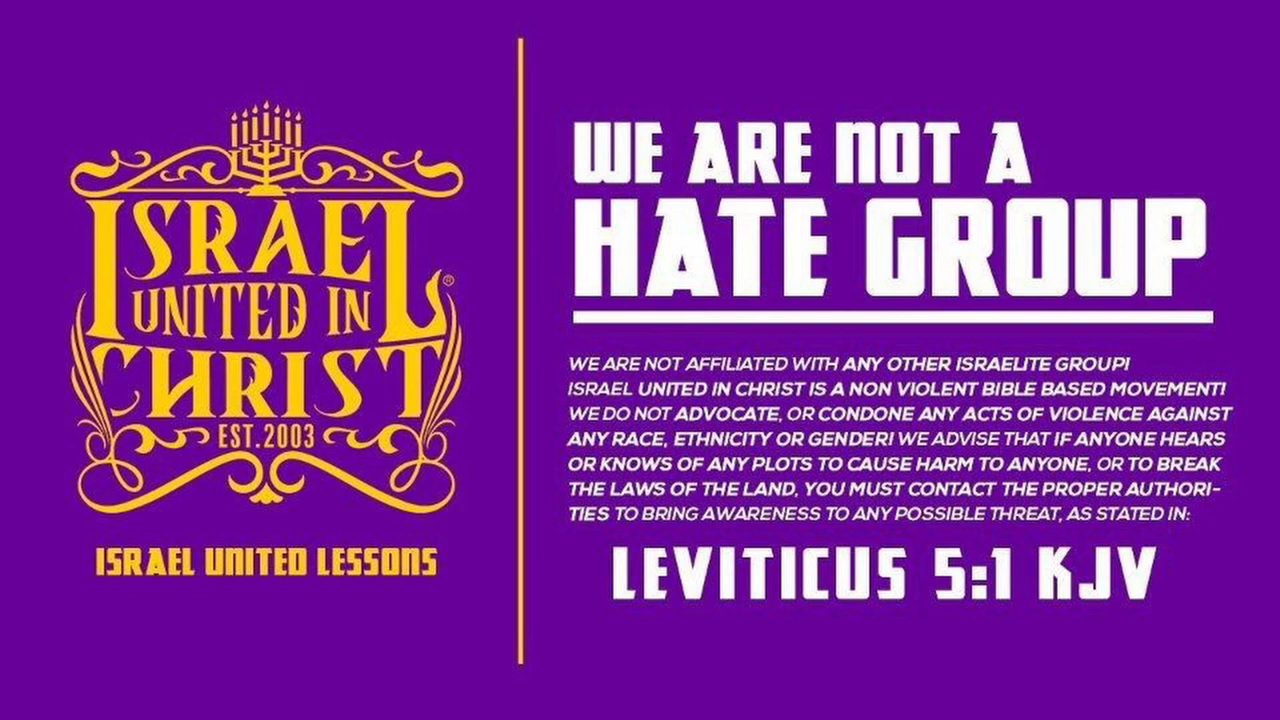 ISRAEL
UNITED IN
CHRIST
EST.2003
ISRAEL UNITED LESSONS
WE ARE NOT A
HATE GROUP
WE ARE NOT AFFILIATED WITH ANY OTHER ISRAELITE GROUP!
ISRAEL UNITED IN CHRIST IS A NON VIOLENT BIBLE BASED MOVEMENT!
WE DO NOT ADVOCATE, OR CONDONE ANY ACTS OF VIOLENCE AGAINST
ANY RACE, ETHNICITY OR GENDER! WE ADVISE THAT IF ANYONE HEARS
OR KNOWS OF ANY PLOTS TO CAUSE HARM TO ANYONE, OR TO BREAK
THE LAWS OF THE LAND, YOU MUST CONTACT THE PROPER AUTHORI-
TIES TO BRING AWARENESS TO ANY POSSIBLE THREAT, AS STATED IN:
LEVITICUS 5:1 KJV